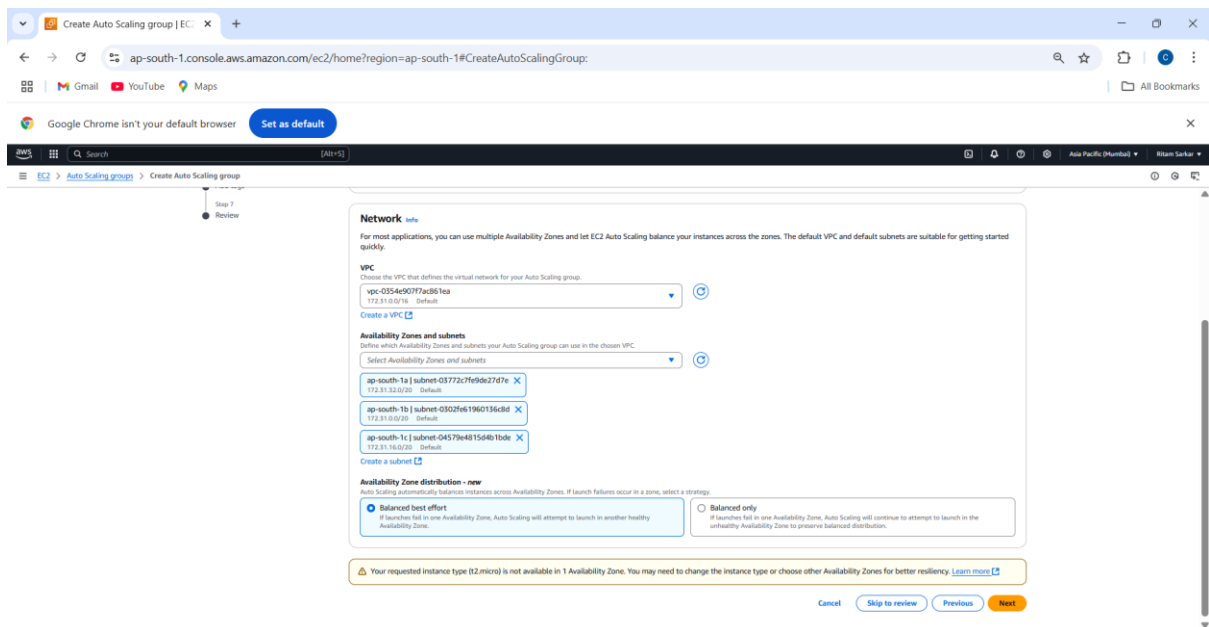 Create Auto Scaling group | EC
ap-south-1.console.aws.amazon.com/ec2/home?region=ap-south-1#CreateAutoScalingGroup:
C
Gmail YouTube Maps
All Bookmarks
Google Chrome isn't your default browser Set as default
aws Search [Alt+S] Asia Pacific (Mumbai) Ritam Sarkar
EC2 > Auto Scaling groups > Create Auto Scaling group
Step 7
Review
Network Info
For most applications, you can use multiple Availability Zones and let EC2 Auto Scaling balance your instances across the zones. The default VPC and default subnets are suitable for getting started
quickly.
VPC
Choose the VPC that defines the virtual network for your Auto Scaling group.
vpc-0354e907f7ac861ea
172.31.0.0/16 Default
Create a VPC
Availability Zones and subnets
Define which Availability Zones and subnets your Auto Scaling group can use in the chosen VPC.
Select Availability Zones and subnets
ap-south-1a | subnet-03772c7fe9de27d7e
172.31.32.0/20 Default
ap-south-1b | subnet-0302fe61960136c8d
172.31.0.0/20 Default
ap-south-1c | subnet-04579e4815d4b1bde
172.31.16.0/20 Default
Create a subnet
Availability Zone distribution - new
Auto Scaling automatically balances instances across Availability Zones. If launch failures occur in a zone, select a strategy.
Balanced best effort
If launches fail in one Availability Zone, Auto Scaling will attempt to launch in another healthy
Availability Zone.
Balanced only
If launches fail in one Availability Zone, Auto Scaling will continue to attempt to launch in the
unhealthy Availability Zone to preserve balanced distribution.
Your requested instance type (t2.micro) is not available in 1 Availability Zone. You may need to change the instance type or choose other Availability Zones for better resiliency. Learn more
Cancel Skip to review Previous Next